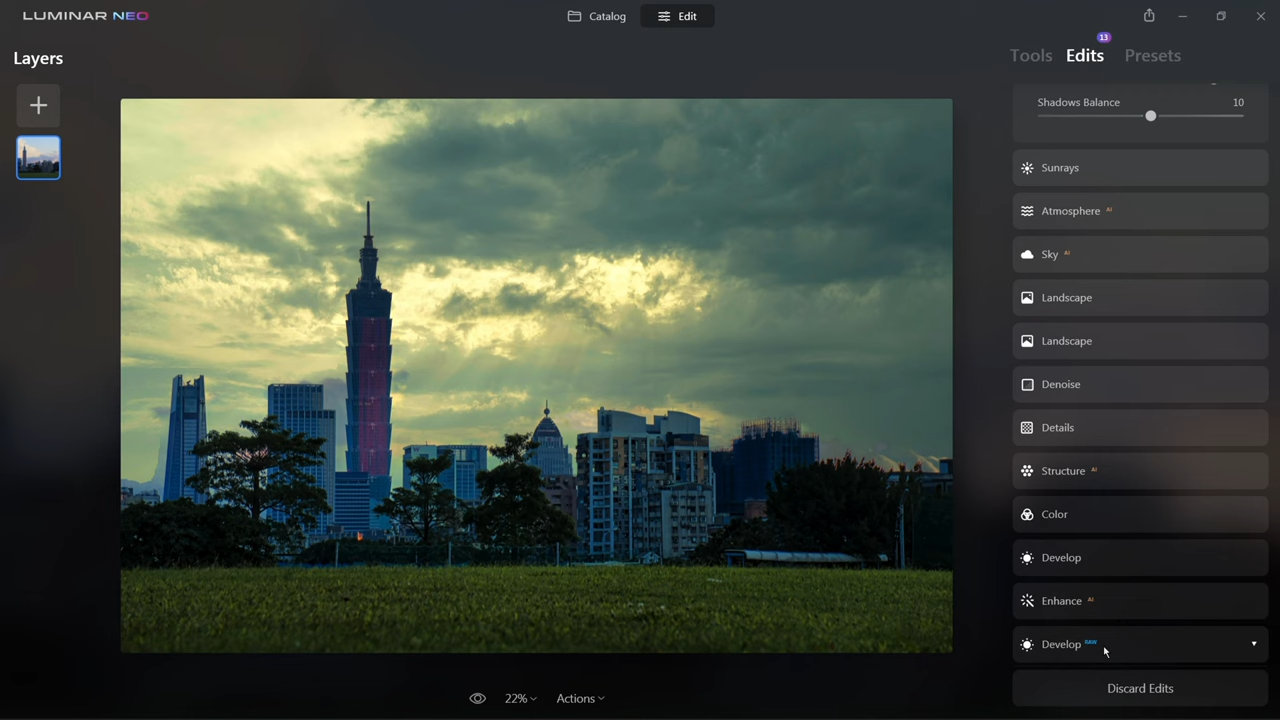 LUMINAR NEO
Catalog
Edit
Layers
Tools
Edits
13
Presets
Shadows Balance
10
Sunrays
Atmosphere AI
Sky AI
Landscape
Landscape
Denoise
Details
Structure AI
Color
Develop
Enhance AI
Develop RAW
Discard Edits
22%
Actions